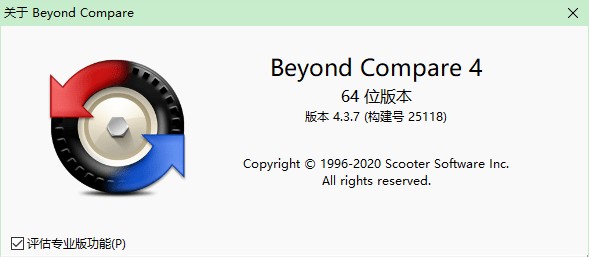 关于 Beyond Compare
Beyond Compare 4
64 位版本
版本 4.3.7 (构建号 25118)
Copyright © 1996-2020 Scooter Software Inc.
All rights reserved.
评估专业版功能(P)